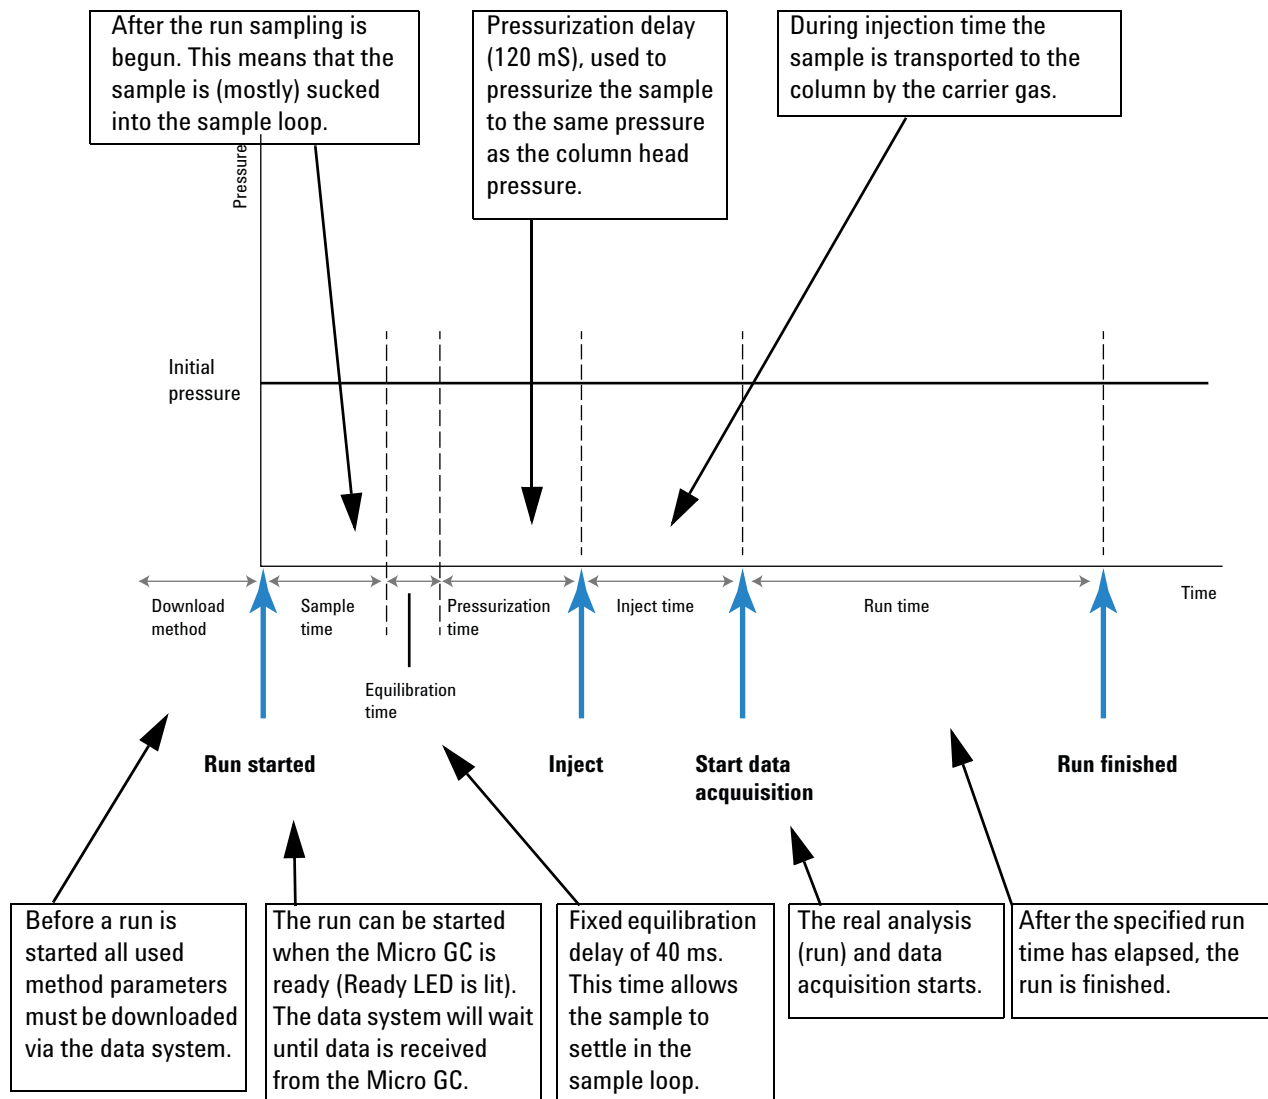 After the run sampling is
begun. This means that the
sample is (mostly) sucked
into the sample loop.
Pressurization delay
(120 mS), used to
pressurize the sample
to the same pressure
as the column head
pressure.
During injection time the
sample is transported to the
column by the carrier gas.
Pressure
Initial
pressure
Download
method
Sample
time
Equilibration
time
Pressurization
time
Inject time
Run time
Time
Run started
Inject
Start data
acquuisition
Run finished
Before a run is
started all used
method parameters
must be downloaded
via the data system.
The run can be started
when the Micro GC is
ready (Ready LED is lit).
The data system will wait
until data is received
from the Micro GC.
Fixed equilibration
delay of 40 ms.
This time allows
the sample to
settle in the
sample loop.
The real analysis
(run) and data
acquisition starts.
After the specified run
time has elapsed, the
run is finished.